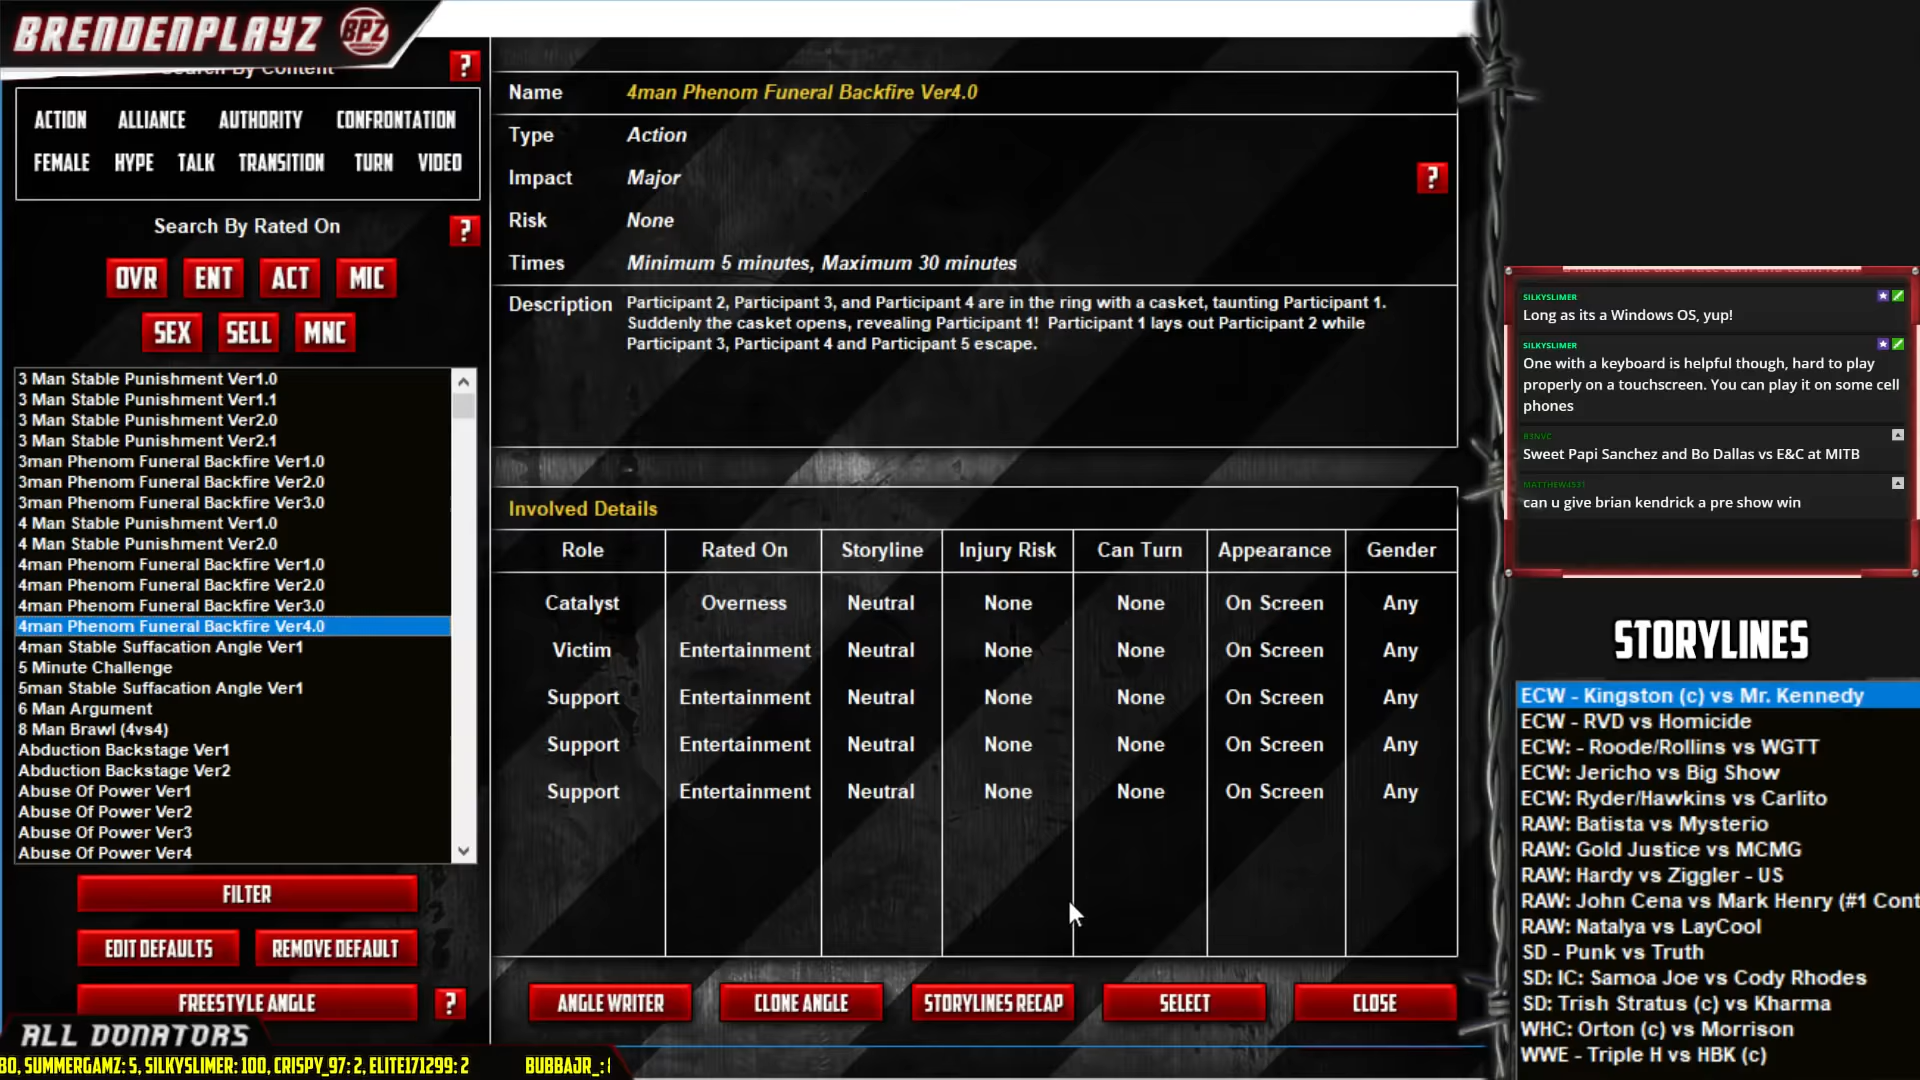 BRENDENPLAYZ BPZ
Search By Content
?
ACTION ALLIANCE AUTHORITY CONFRONTATION
FEMALE HYPE TALK TRANSITION TURN VIDEO
Search By Rated On
?
OVR ENT ACT MIC
SEX SELL MNC
3 Man Stable Punishment Ver1.0
3 Man Stable Punishment Ver1.1
3 Man Stable Punishment Ver2.0
3 Man Stable Punishment Ver2.1
3man Phenom Funeral Backfire Ver1.0
3man Phenom Funeral Backfire Ver2.0
3man Phenom Funeral Backfire Ver3.0
4 Man Stable Punishment Ver1.0
4 Man Stable Punishment Ver2.0
4man Phenom Funeral Backfire Ver1.0
4man Phenom Funeral Backfire Ver2.0
4man Phenom Funeral Backfire Ver3.0
4man Phenom Funeral Backfire Ver4.0
4man Stable Suffacation Angle Ver1
5 Minute Challenge
5man Stable Suffacation Angle Ver1
6 Man Argument
8 Man Brawl (4vs4)
Abduction Backstage Ver1
Abduction Backstage Ver2
Abuse Of Power Ver1
Abuse Of Power Ver2
Abuse Of Power Ver3
Abuse Of Power Ver4
FILTER
EDIT DEFAULTS REMOVE DEFAULT
FREESTYLE ANGLE ?
ALL DONATORS
BO, SUMMERGAMZ: 5, SILKYSLIMER: 100, CRISPY_97: 2, ELITE171299: 2 BUBBAJR_:
Name 4man Phenom Funeral Backfire Ver4.0
Type Action
Impact Major
?
Risk None
Times Minimum 5 minutes, Maximum 30 minutes
Description Participant 2, Participant 3, and Participant 4 are in the ring with a casket, taunting Participant 1.
Suddenly the casket opens, revealing Participant 1! Participant 1 lays out Participant 2 while
Participant 3, Participant 4 and Participant 5 escape.
Involved Details
Role Rated On Storyline Injury Risk Can Turn Appearance Gender
Catalyst Overness Neutral None None On Screen Any
Victim Entertainment Neutral None None On Screen Any
Support Entertainment Neutral None None On Screen Any
Support Entertainment Neutral None None On Screen Any
Support Entertainment Neutral None None On Screen Any
ANGLE WRITER CLONE ANGLE STORYLINES RECAP SELECT CLOSE
SILKYSLIMER
Long as its a Windows OS, yup!
SILKYSLIMER
One with a keyboard is helpful though, hard to play
properly on a touchscreen. You can play it on some cell
phones
B3NVC
Sweet Papi Sanchez and Bo Dallas vs E&C at MITB
MATTHEW4531
can u give brian kendrick a pre show win
STORYLINES
ECW - Kingston (c) vs Mr. Kennedy
ECW - RVD vs Homicide
ECW: - Roode/Rollins vs WGTT
ECW: Jericho vs Big Show
ECW: Ryder/Hawkins vs Carlito
RAW: Batista vs Mysterio
RAW: Gold Justice vs MCMG
RAW: Hardy vs Ziggler - US
RAW: John Cena vs Mark Henry (#1 Cont
RAW: Natalya vs LayCool
SD - Punk vs Truth
SD: IC: Samoa Joe vs Cody Rhodes
SD: Trish Stratus (c) vs Kharma
WHC: Orton (c) vs Morrison
WWE - Triple H vs HBK (c)